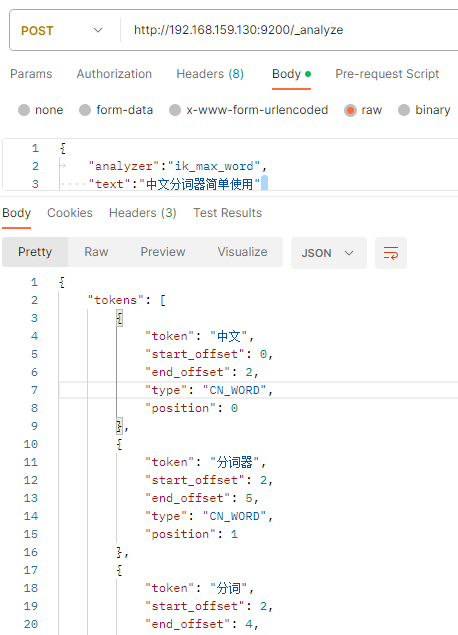 POST http://192.168.159.130:9200/_analyze
Params Authorization Headers (8) Body Pre-request Script
none form-data x-www-form-urlencoded raw binary
1 {
2 "analyzer":"ik_max_word",
3 "text":"中文分词器简单使用"
Body Cookies Headers (3) Test Results
Pretty Raw Preview Visualize JSON
1 {
2 "tokens": [
3 {
4 "token": "中文",
5 "start_offset": 0,
6 "end_offset": 2,
7 "type": "CN_WORD",
8 "position": 0
9 },
10 {
11 "token": "分词器",
12 "start_offset": 2,
13 "end_offset": 5,
14 "type": "CN_WORD",
15 "position": 1
16 },
17 {
18 "token": "分词",
19 "start_offset": 2,
20 "end_offset": 4,